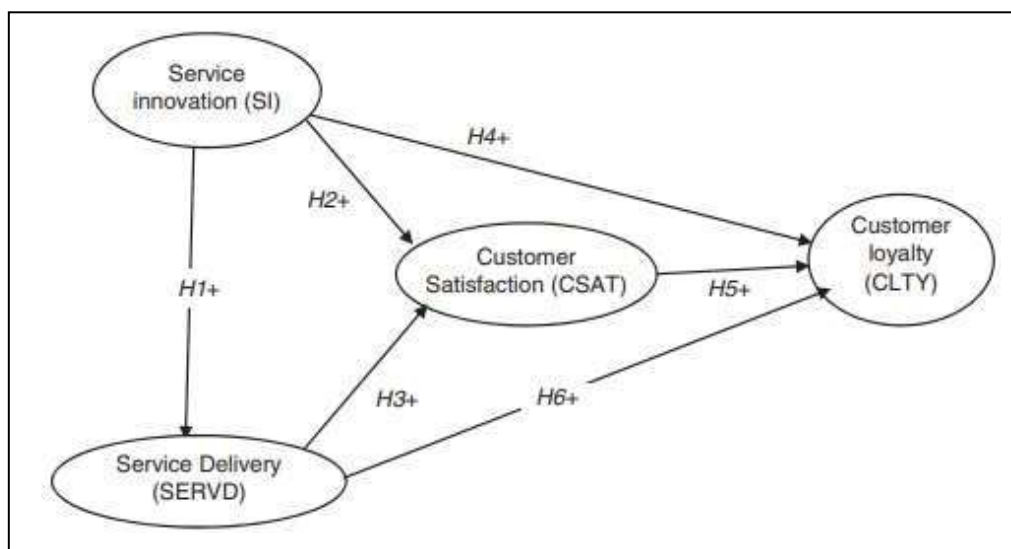 Service
innovation (SI)
H4+
H2+
Customer
loyalty
(CLTY)
Customer
Satisfaction (CSAT)
H1+
H5+
H3+
H6+
Service Delivery
(SERVD)